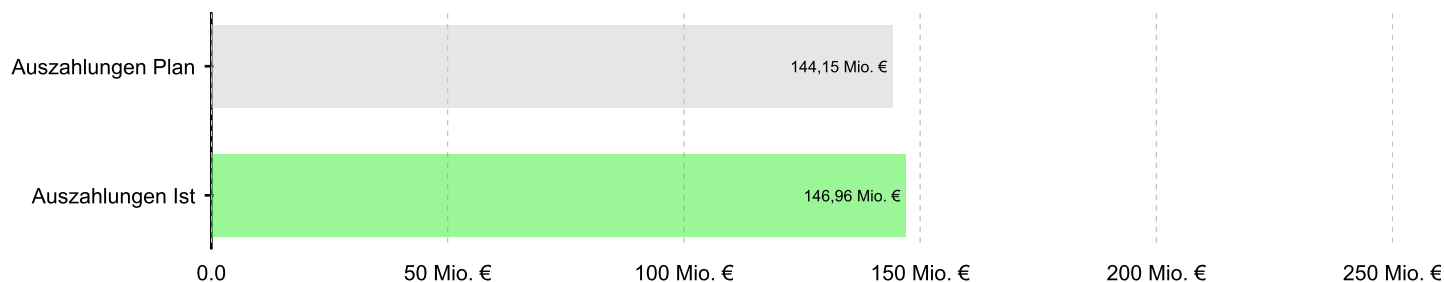 Auszahlungen Plan
144,15 Mio. €
Auszahlungen Ist
146,96 Mio. €
0.0 50 Mio. € 100 Mio. € 150 Mio. € 200 Mio. € 250 Mio. €